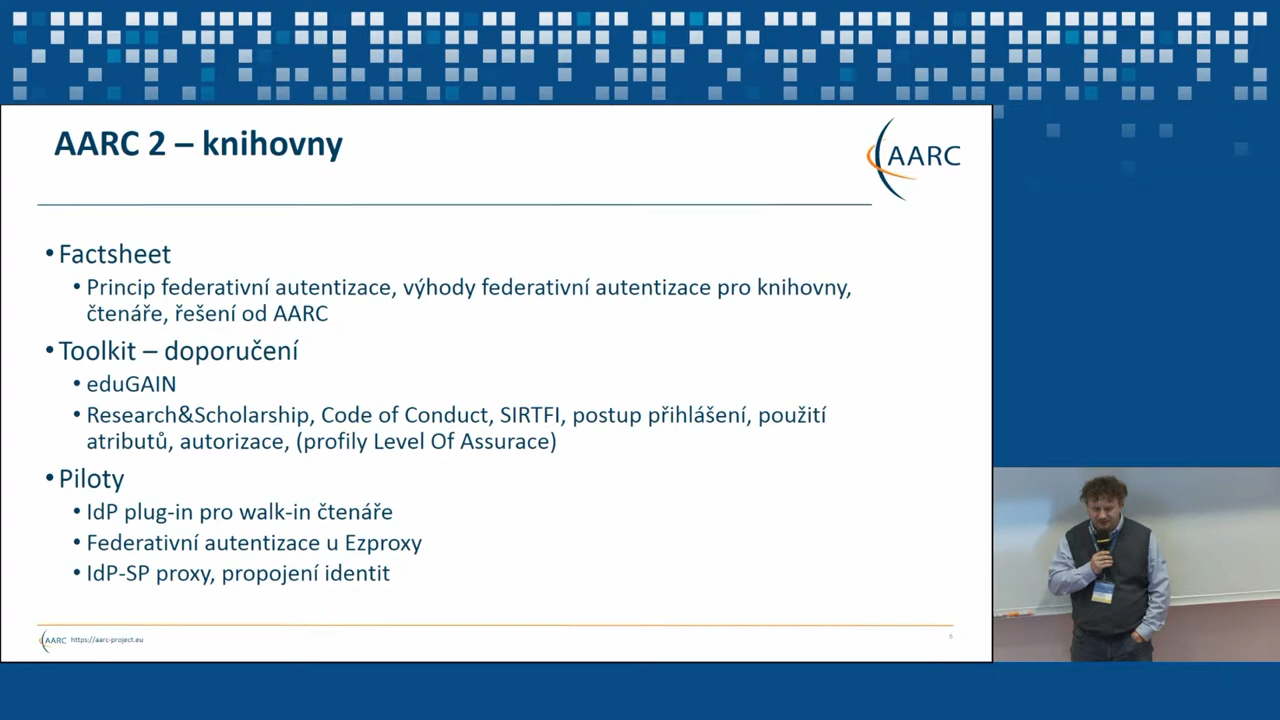 AARC 2 – knihovny
AARC
• Factsheet
• Princip federativní autentizace, výhody federativní autentizace pro knihovny,
čtenáře, řešení od AARC
• Toolkit – doporučení
• eduGAIN
• Research&Scholarship, Code of Conduct, SIRTFI, postup přihlášení, použití
atributů, autorizace, (profily Level Of Assurace)
• Piloty
• IdP plug-in pro walk-in čtenáře
• Federativní autentizace u Ezproxy
• IdP-SP proxy, propojení identit
AARC https://aarc-project.eu
6